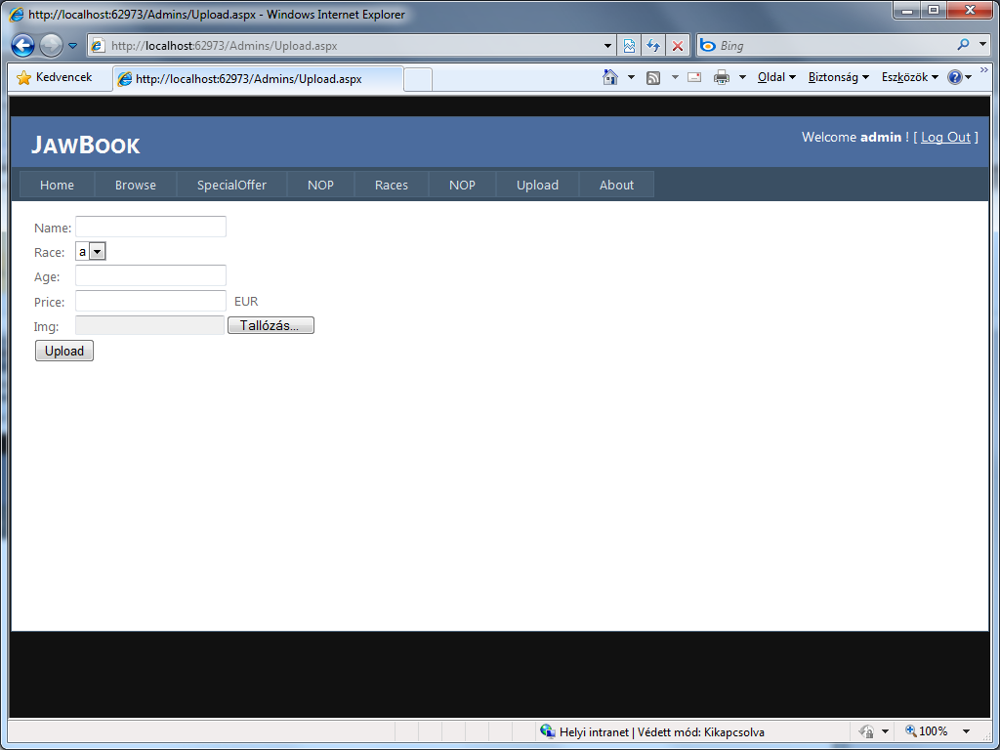 http://localhost:62973/Admins/Upload.aspx - Windows Internet Explorer
http://localhost:62973/Admins/Upload.aspx
Bing
Kedvencek
http://localhost:62973/Admins/Upload.aspx
Oldal
Biztonság
Eszközök
JawBook
Welcome admin ! [ Log Out ]
Home Browse SpecialOffer NOP Races NOP Upload About
Name:
Race: a
Age:
Price: EUR
Img: Tallózás...
Upload
Helyi intranet | Védett mód: Kikapcsolva
100%